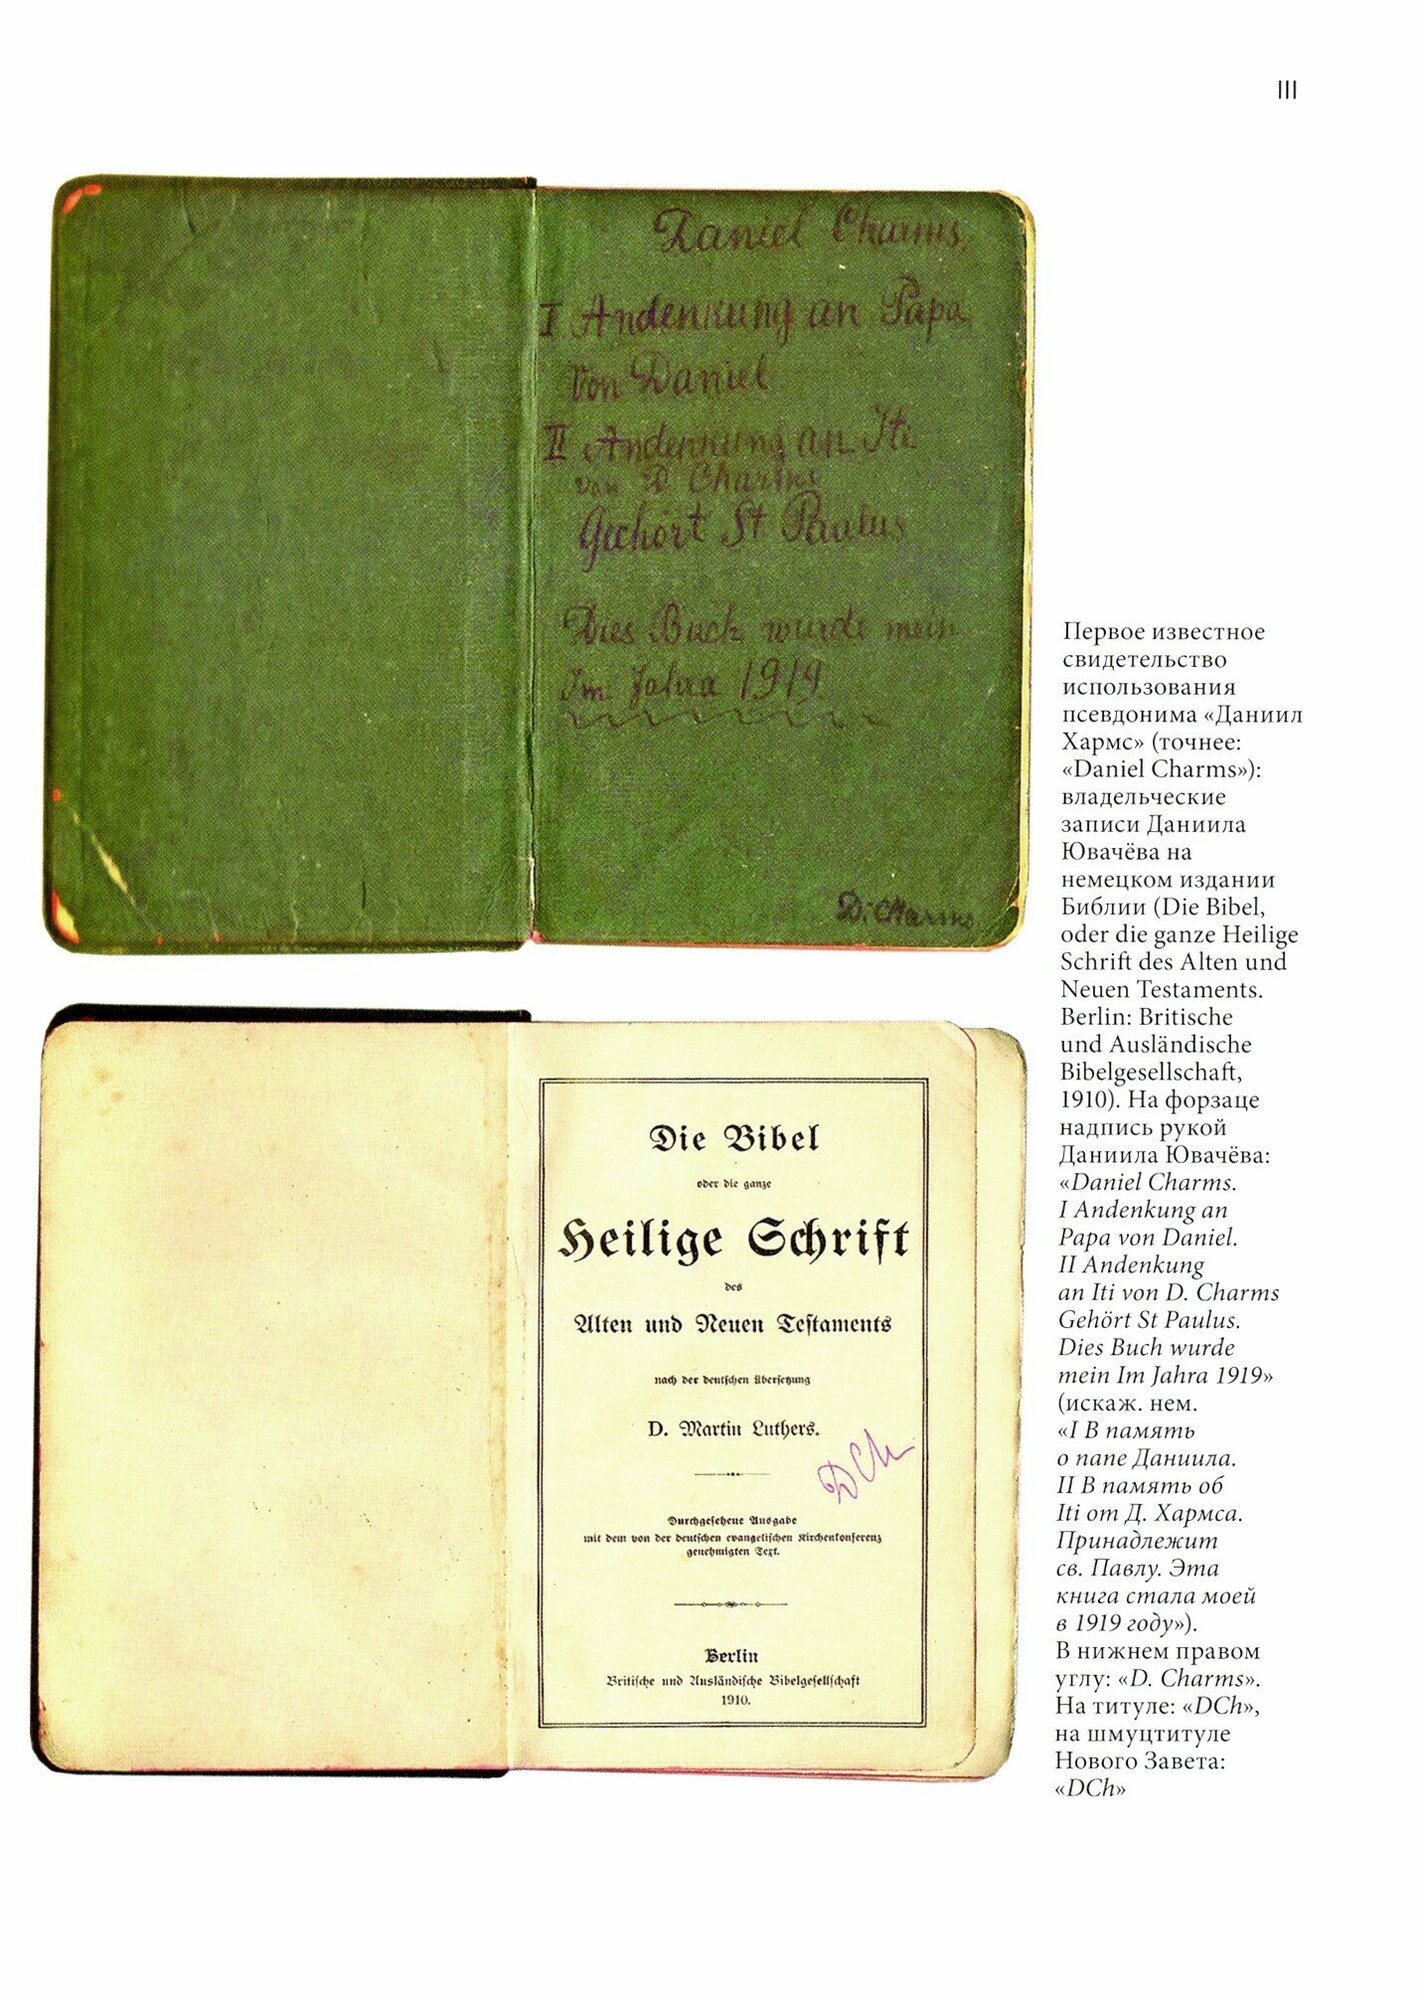 III
Daniel Charms,
I Andenkung an Papa
von Daniel
II Andenkung an Iti
von D Charms
Gehört St Paulus
Dies Buch wurde mein
Im Jahra 1919
D. Charms
Die Bibel
oder die ganze
Heilige Schrift
des
Alten und Neuen Testaments
nach der deutschen Übersetzung
D. Martin Luthers.
DCh
Durchgesehene Ausgabe
mit dem von der deutschen evangelischen Kirchenkonferenz
genehmigten Text.
Berlin
Britische und Ausländische Bibelgesellschaft
1910.
Первое известное
свидетельство
использования
псевдонима «Даниил
Хармс» (точнее:
«Daniel Charms»):
владельческие
записи Даниила
Ювачёва на
немецком издании
Библии (Die Bibel,
oder die ganze Heilige
Schrift des Alten und
Neuen Testaments.
Berlin: Britische
und Ausländische
Bibelgesellschaft,
1910). На форзаце
надпись рукой
Даниила Ювачёва:
«Daniel Charms.
I Andenkung an
Papa von Daniel.
II Andenkung
an Iti von D. Charms
Gehört St Paulus.
Dies Buch wurde
mein Im Jahra 1919»
(искаж. нем.
«I В память
о папе Даниила.
II В память об
Iti от Д. Хармса.
Принадлежит
св. Павлу. Эта
книга стала моей
в 1919 году»).
В нижнем правом
углу: «D. Charms».
На титуле: «DCh»,
на шмуцтитуле
Нового Завета:
«DCh»